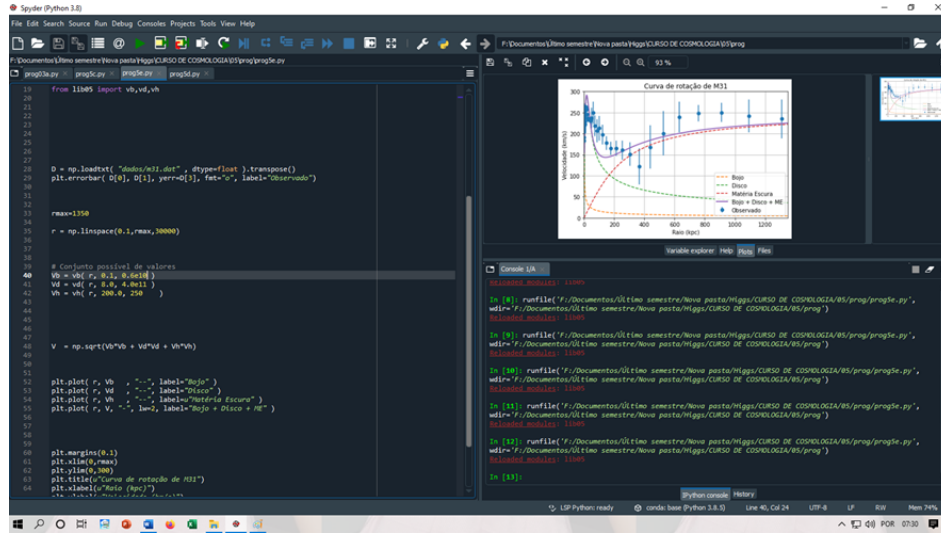 Spyder (Python 3.8)
File Edit Search Source Run Debug Consoles Projects Tools View Help
F:\Documentos\Último semestre\Nova pasta\Higgs\CURSO DE COSMOLOGIA\05\prog
F:\Documentos\Último semestre\Nova pasta\Higgs\CURSO DE COSMOLOGIA\05\prog\prog5e.py
prog03a.py prog5c.py prog5e.py prog5d.py
19 from lib05 import vb,vd,vh
20
21
22
23
24
25
26
27
28 D = np.loadtxt( "dados/m31.dat" , dtype=float ).transpose()
29 plt.errorbar( D[0], D[1], yerr=D[3], fmt="o", label="Observado")
30
31
32
33 rmax=1350
34
35 r = np.linspace(0.1,rmax,30000)
36
37
38
39 # Conjunto possível de valores
40 Vb = vb( r, 0.1, 0.6e10 )
41 Vd = vd( r, 8.0, 4.0e11 )
42 Vh = vh( r, 200.0, 250 )
43
44
45
46
47
48 V = np.sqrt(Vb*Vb + Vd*Vd + Vh*Vh)
49
50
51
52 plt.plot( r, Vb , "--", label="Bojo" )
53 plt.plot( r, Vd , "--", label="Disco" )
54 plt.plot( r, Vh , "--", label=u"Matéria Escura" )
55 plt.plot( r, V, "-", lw=2, label="Bojo + Disco + ME" )
56
57
58
59
60 plt.margins(0.1)
61 plt.xlim(0,rmax)
62 plt.ylim(0,300)
63 plt.title(u"Curva de rotação de M31")
64 plt.xlabel(u"Raio (kpc)")
93 %
Curva de rotação de M31
Velocidade (km/s)
300
250
200
150
100
50
0
0 200 400 600 800 1000 1200
Raio (kpc)
Bojo
Disco
Matéria Escura
Bojo + Disco + ME
Observado
Variable explorer Help Plots Files
Console 1/A
Reloaded modules: lib05
In [8]: runfile('F:/Documentos/Último semestre/Nova pasta/Higgs/CURSO DE COSMOLOGIA/05/prog/prog5e.py',
wdir='F:/Documentos/Último semestre/Nova pasta/Higgs/CURSO DE COSMOLOGIA/05/prog')
Reloaded modules: lib05
In [9]: runfile('F:/Documentos/Último semestre/Nova pasta/Higgs/CURSO DE COSMOLOGIA/05/prog/prog5e.py',
wdir='F:/Documentos/Último semestre/Nova pasta/Higgs/CURSO DE COSMOLOGIA/05/prog')
Reloaded modules: lib05
In [10]: runfile('F:/Documentos/Último semestre/Nova pasta/Higgs/CURSO DE COSMOLOGIA/05/prog/prog5e.py',
wdir='F:/Documentos/Último semestre/Nova pasta/Higgs/CURSO DE COSMOLOGIA/05/prog')
Reloaded modules: lib05
In [11]: runfile('F:/Documentos/Último semestre/Nova pasta/Higgs/CURSO DE COSMOLOGIA/05/prog/prog5e.py',
wdir='F:/Documentos/Último semestre/Nova pasta/Higgs/CURSO DE COSMOLOGIA/05/prog')
Reloaded modules: lib05
In [12]: runfile('F:/Documentos/Último semestre/Nova pasta/Higgs/CURSO DE COSMOLOGIA/05/prog/prog5e.py',
wdir='F:/Documentos/Último semestre/Nova pasta/Higgs/CURSO DE COSMOLOGIA/05/prog')
Reloaded modules: lib05
In [13]:
IPython console History
LSP Python: ready conda: base (Python 3.8.5) Line 40, Col 24 UTF-8 LF RW Mem 74%
POR 07:30